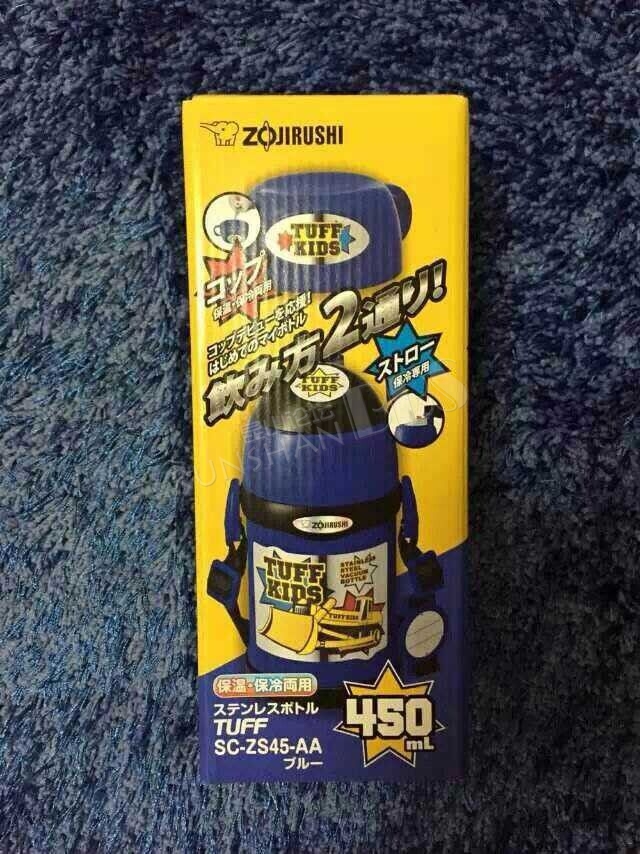 ZOJIRUSHI
TUFF
KIDS
コップ
保温・保冷両用
コップデビューを応援!
はじめてのマイボトル
飲み方2通り!
ストロー
保冷専用
TUFF
KIDS
ZOJIRUSHI
TUFF
KIDS
STAINLESS
STEEL
VACUUM
BOTTLE
TUFF KIDS
保温・保冷両用
ステンレスボトル
TUFF
SC-ZS45-AA
ブルー
450
mL